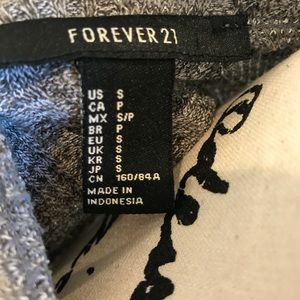 FOREVER 21
US S
CA P
MX S/P
BR P
EU S
UK S
KR S
JP S
CN 160/84A
MADE IN
INDONESIA